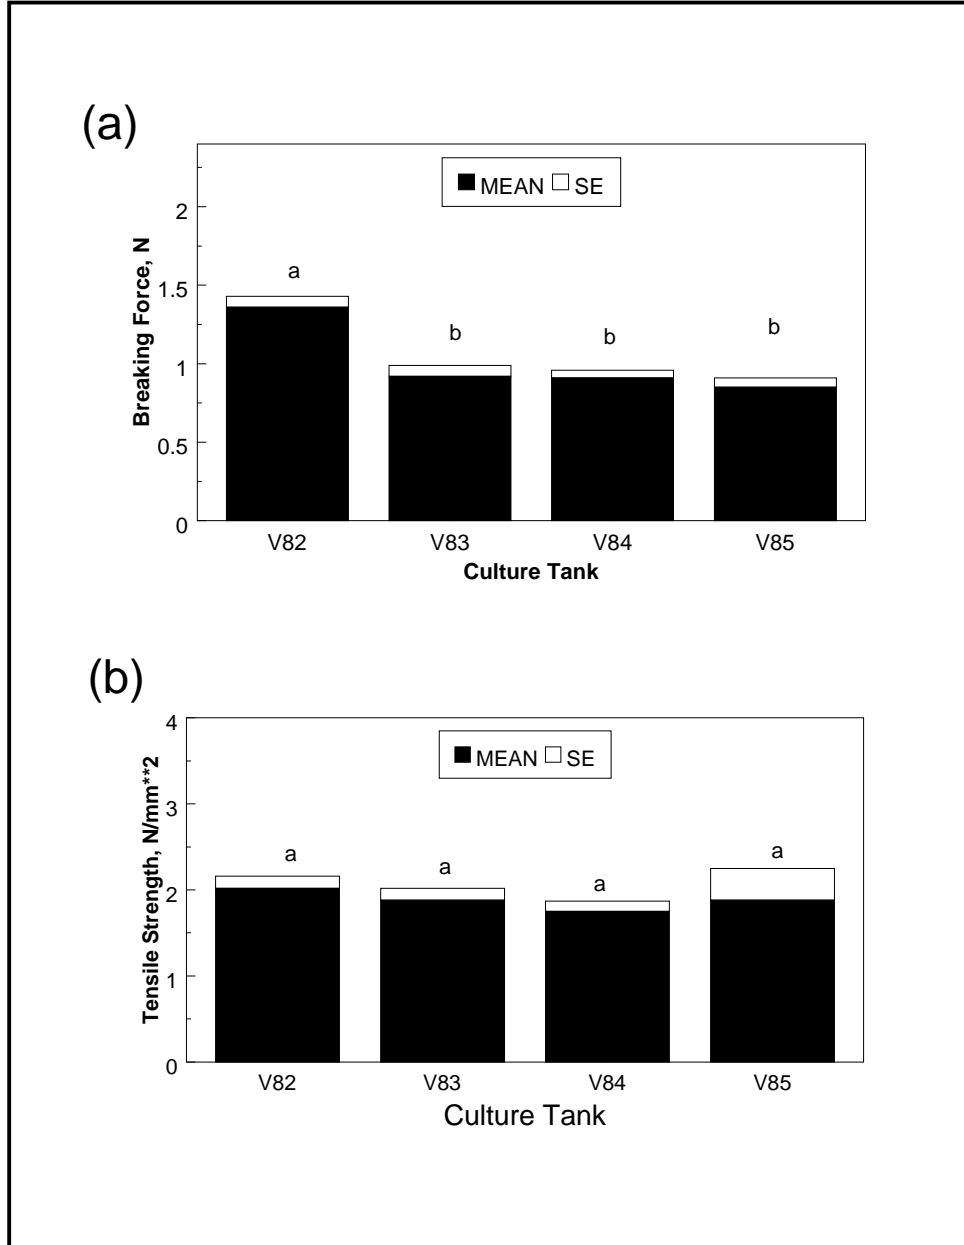 (a)
MEAN SE
2
1.5
1
0.5
0
Breaking Force, N
a
b
b
b
V82 V83 V84 V85
Culture Tank
(b)
MEAN SE
4
3
2
1
0
Tensile Strength, N/mm**2
a
a
a
a
V82 V83 V84 V85
Culture Tank